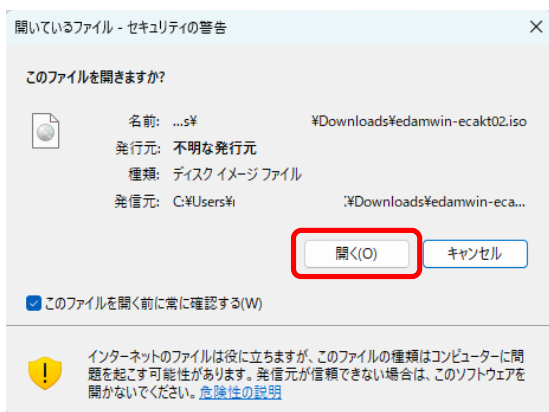 開いているファイル - セキュリティの警告
このファイルを開きますか?
名前: ...s¥ ¥Downloads¥edamwin-ecakt02.iso
発行元: 不明な発行元
種類: ディスク イメージ ファイル
発信元: C:¥Users¥ :¥Downloads¥edamwin-eca...
開く(O) キャンセル
このファイルを開く前に常に確認する(W)
インターネットのファイルは役に立ちますが、このファイルの種類はコンピューターに問
題を起こす可能性があります。発信元が信頼できない場合は、このソフトウェアを
開かないでください。危険性の説明